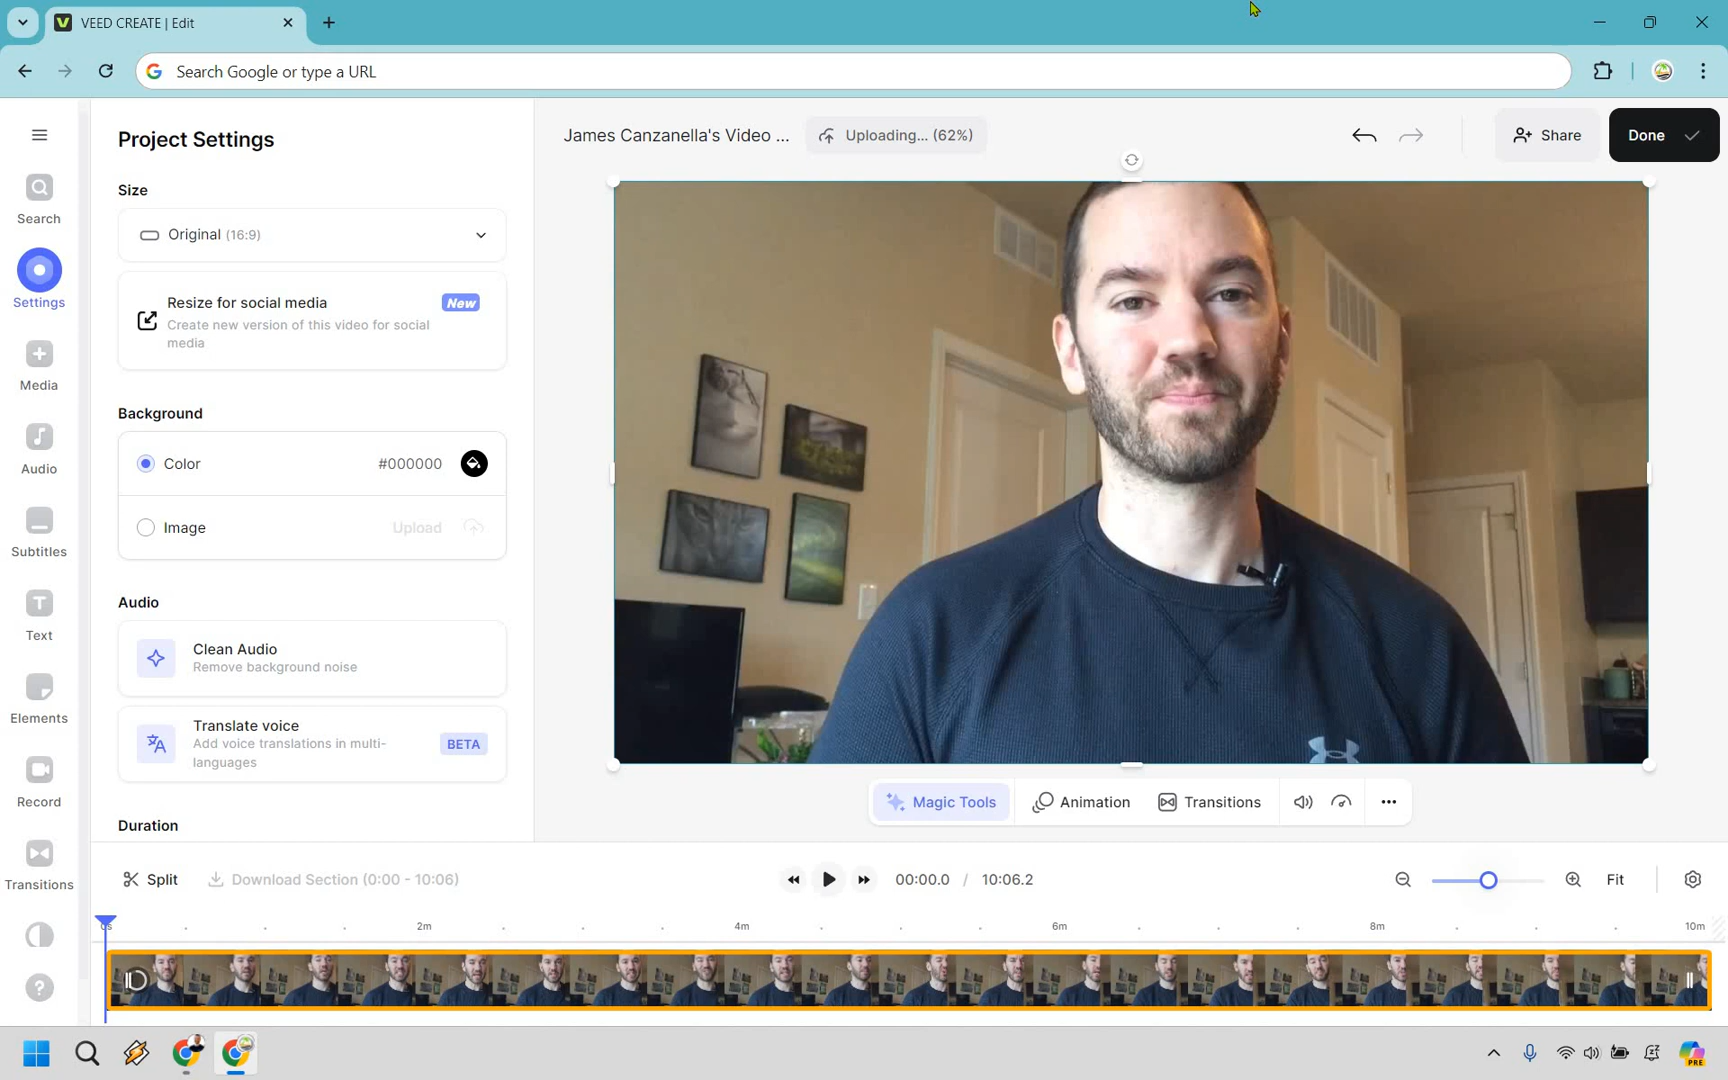 VEED CREATE | Edit
Search Google or type a URL
Project Settings
James Canzanella's Video ...
Uploading... (62%)
Share
Done
Size
Original (16:9)
Resize for social media
New
Create new version of this video for social
media
Background
Color
#000000
Image
Upload
Audio
Clean Audio
Remove background noise
Translate voice
Add voice translations in multi-
languages
BETA
Duration
Search
Settings
Media
Audio
Subtitles
Text
Elements
Record
Transitions
Magic Tools
Animation
Transitions
Split
Download Section (0:00 - 10:06)
00:00.0 / 10:06.2
Fit
2m
4m
6m
8m
10m
PRE